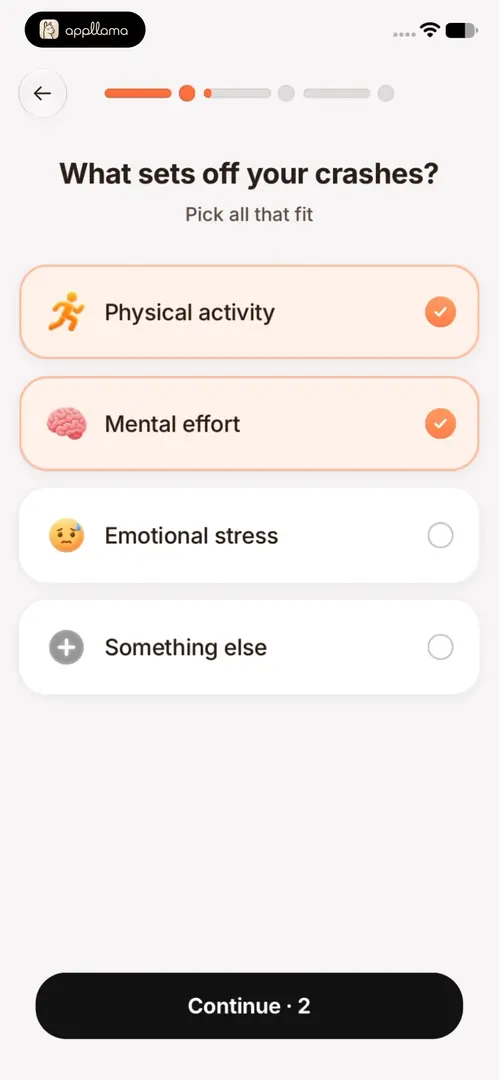 appllama
What sets off your crashes?
Pick all that fit
Physical activity
Mental effort
Emotional stress
Something else
Continue · 2